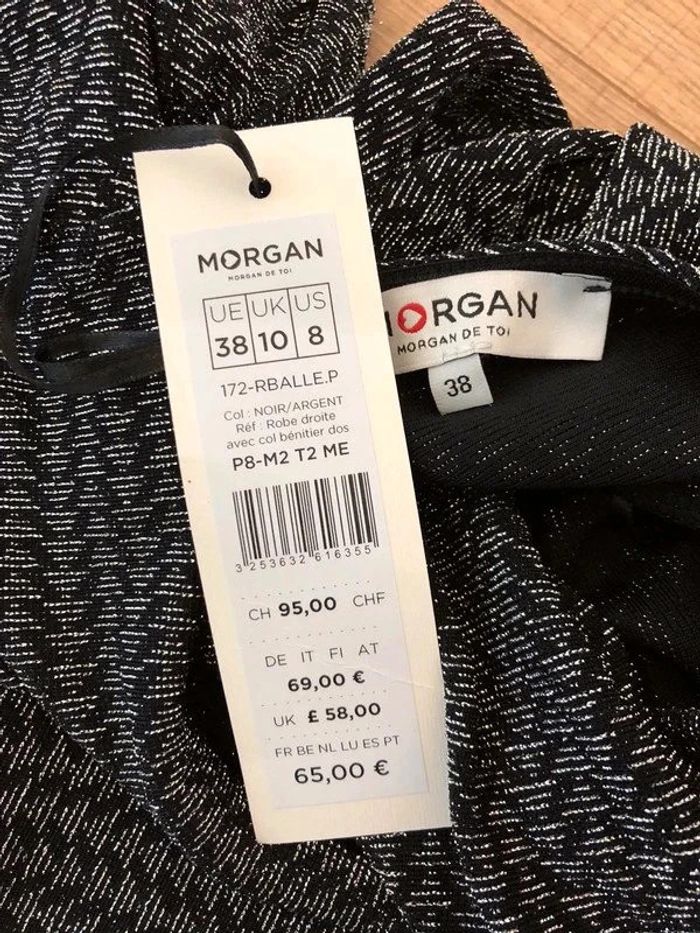 MORGAN
MORGAN DE TOI
UE UK US
38 10 8
172-RBALLE.P
Col : NOIR/ARGENT
Réf : Robe droite
avec col bénitier dos
P8-M2 T2 ME
3 253632 616355
CH 95,00 CHF
DE IT FI AT
69,00 €
UK £ 58,00
FR BE NL LU ES PT
65,00 €
MORGAN
MORGAN DE TOI
38